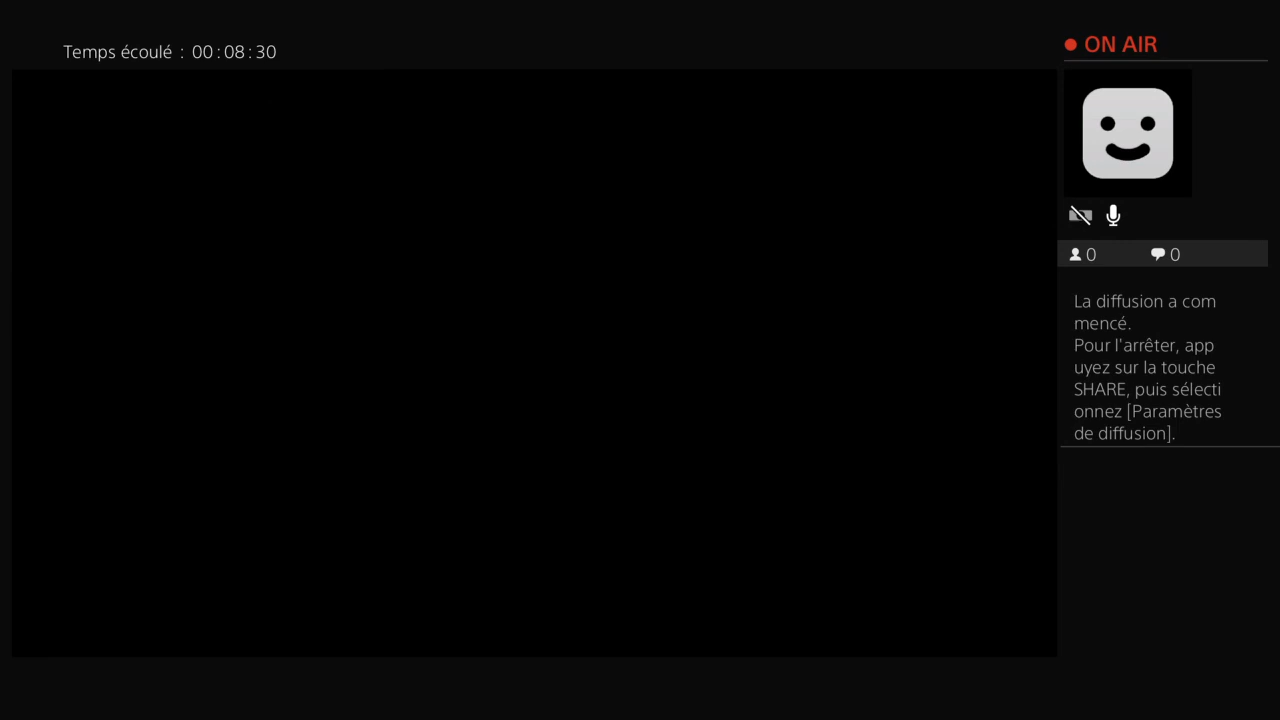 Temps écoulé : 00:08:30
ON AIR
0 0
La diffusion a com
mencé.
Pour l'arrêter, app
uyez sur la touche
SHARE, puis sélecti
onnez [Paramètres
de diffusion].